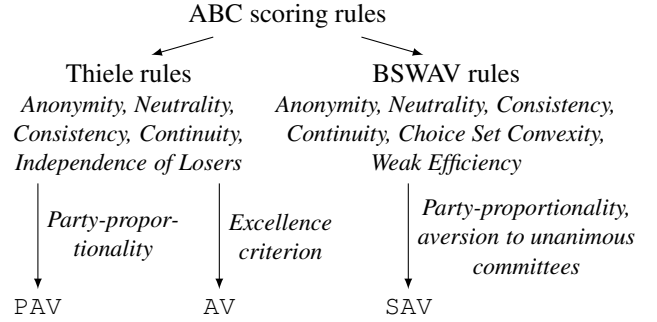 ABC scoring rules
Thiele rules
Anonymity, Neutrality,
Consistency, Continuity,
Independence of Losers
BSWAV rules
Anonymity, Neutrality, Consistency,
Continuity, Choice Set Convexity,
Weak Efficiency
Party-propor-
tionality
Excellence
criterion
Party-proportionality,
aversion to unanimous
committees
PAV
AV
SAV